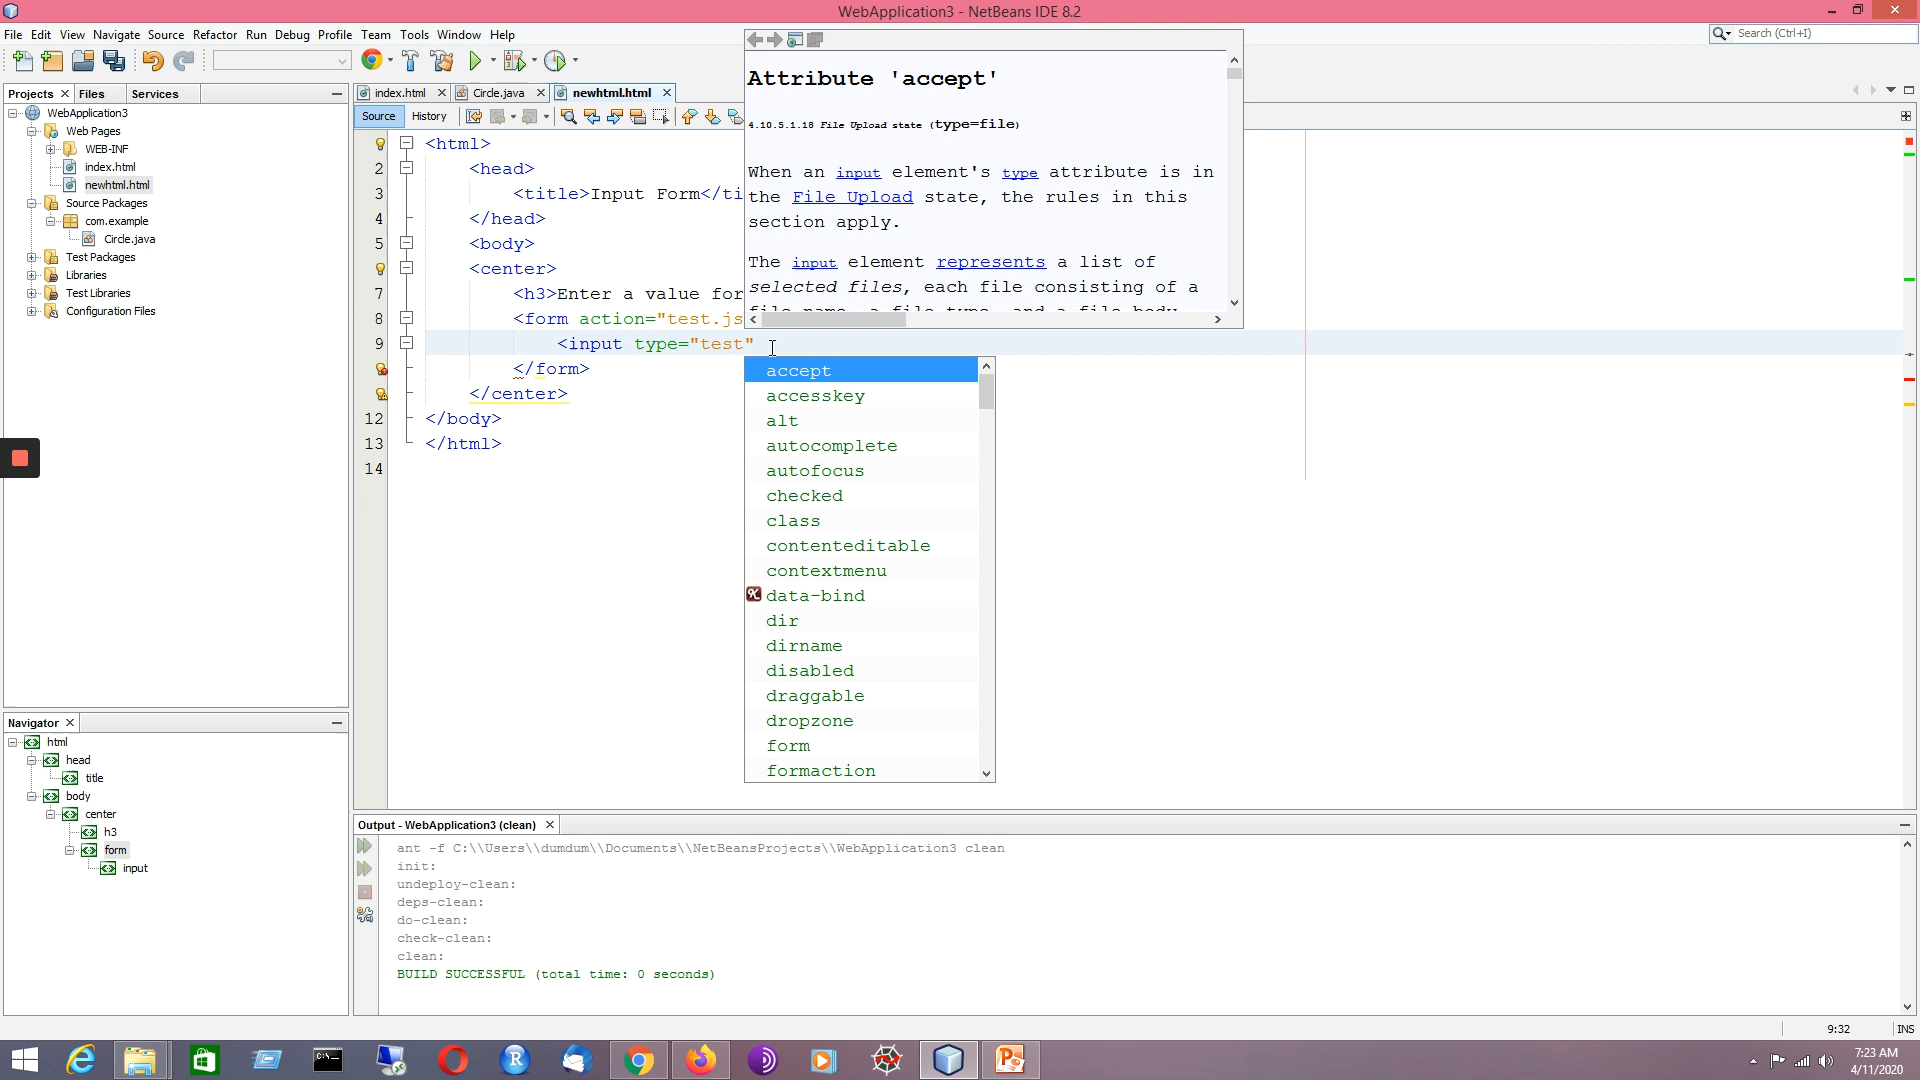 WebApplication3 - NetBeans IDE 8.2
File Edit View Navigate Source Refactor Run Debug Profile Team Tools Window Help
Search (Ctrl+I)
Projects Files Services
index.html Circle.java newhtml.html
Source History
WebApplication3
Web Pages
WEB-INF
index.html
newhtml.html
Source Packages
com.example
Circle.java
Test Packages
Libraries
Test Libraries
Configuration Files
<html>
2 <head>
3 <title>Input Form</ti
4 </head>
5 <body>
<center>
7 <h3>Enter a value for
8 <form action="test.js
9 <input type="test"
</form>
</center>
12 </body>
13 </html>
14
Attribute 'accept'
4.10.5.1.18 File Upload state (type=file)
When an input element's type attribute is in
the File Upload state, the rules in this
section apply.
The input element represents a list of
selected files, each file consisting of a
file name, a file type, and a file body
accept
accesskey
alt
autocomplete
autofocus
checked
class
contenteditable
contextmenu
data-bind
dir
dirname
disabled
draggable
dropzone
form
formaction
Navigator
html
head
title
body
center
h3
form
input
Output - WebApplication3 (clean)
ant -f C:\\Users\\dumdum\\Documents\\NetBeansProjects\\WebApplication3 clean
init:
undeploy-clean:
deps-clean:
do-clean:
check-clean:
clean:
BUILD SUCCESSFUL (total time: 0 seconds)
9:32 INS
7:23 AM
4/11/2020